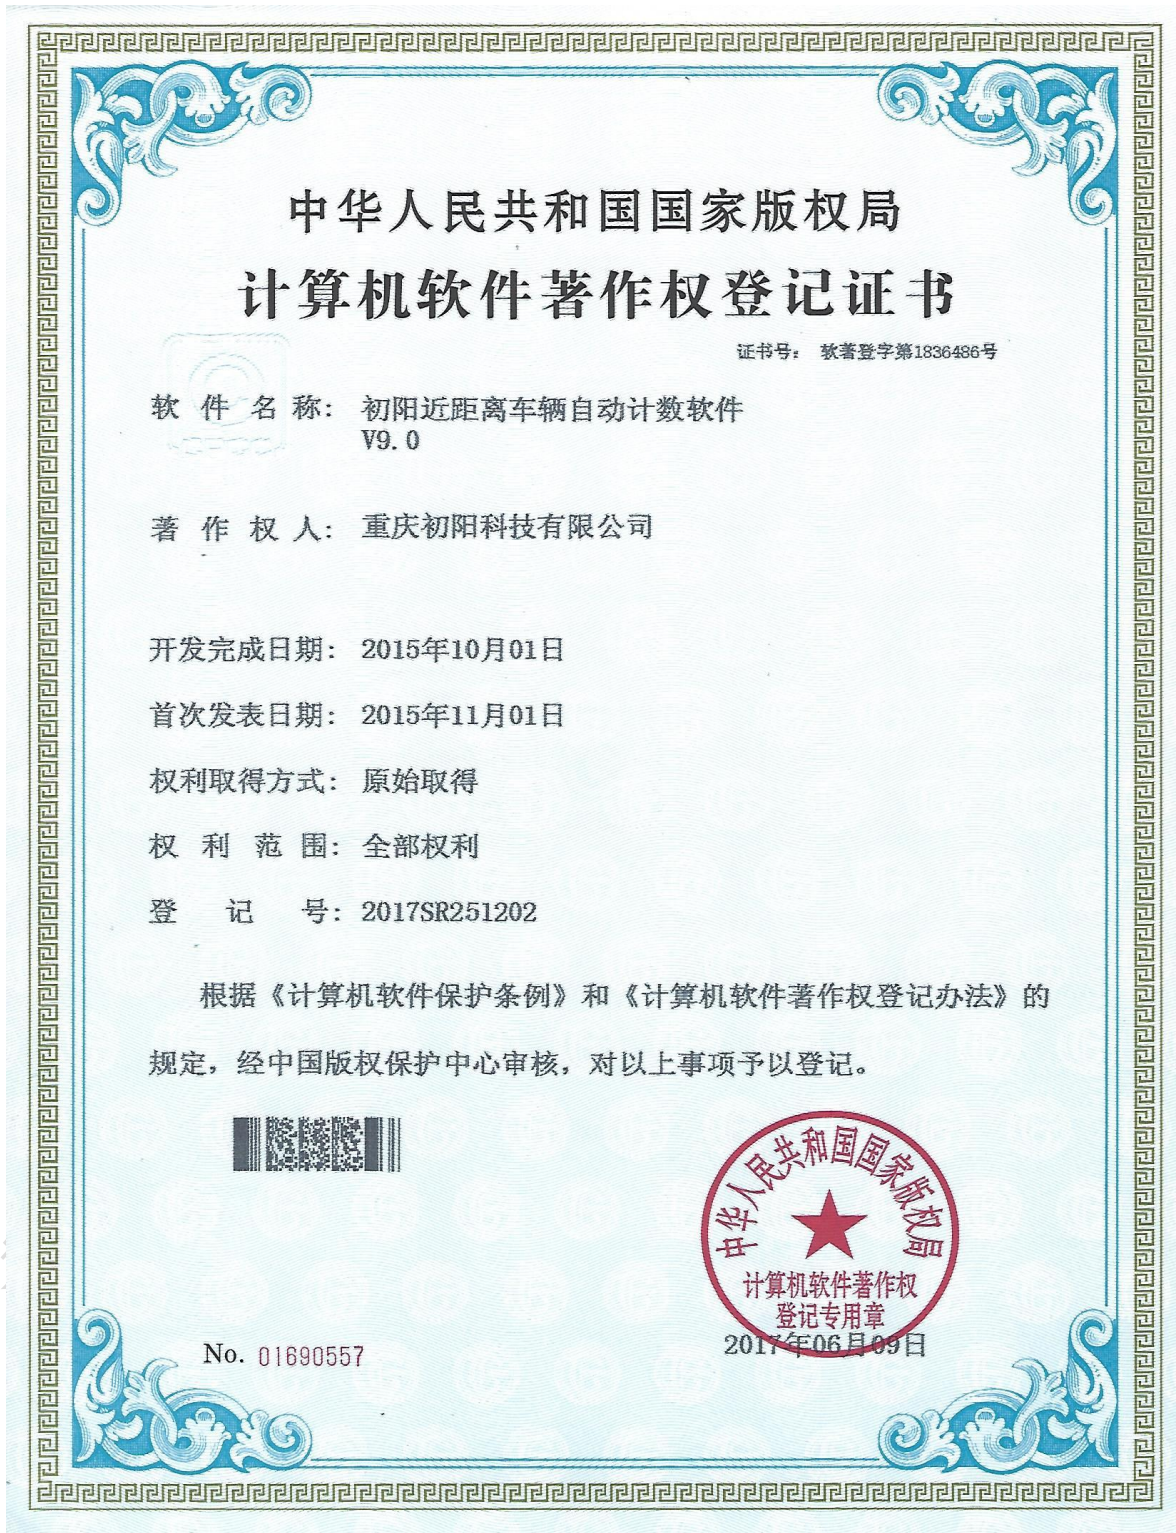 中华人民共和国国家版权局
计算机软件著作权登记证书
证书号： 软著登字第1836486号
软件名称： 初阳近距离车辆自动计数软件
V9.0
著作权人： 重庆初阳科技有限公司
开发完成日期： 2015年10月01日
首次发表日期： 2015年11月01日
权利取得方式： 原始取得
权利范围： 全部权利
登记号： 2017SR251202
根据《计算机软件保护条例》和《计算机软件著作权登记办法》的
规定，经中国版权保护中心审核，对以上事项予以登记。
中华人民共和国国家版权局
计算机软件著作权
登记专用章
2017年06月09日
No. 01690557